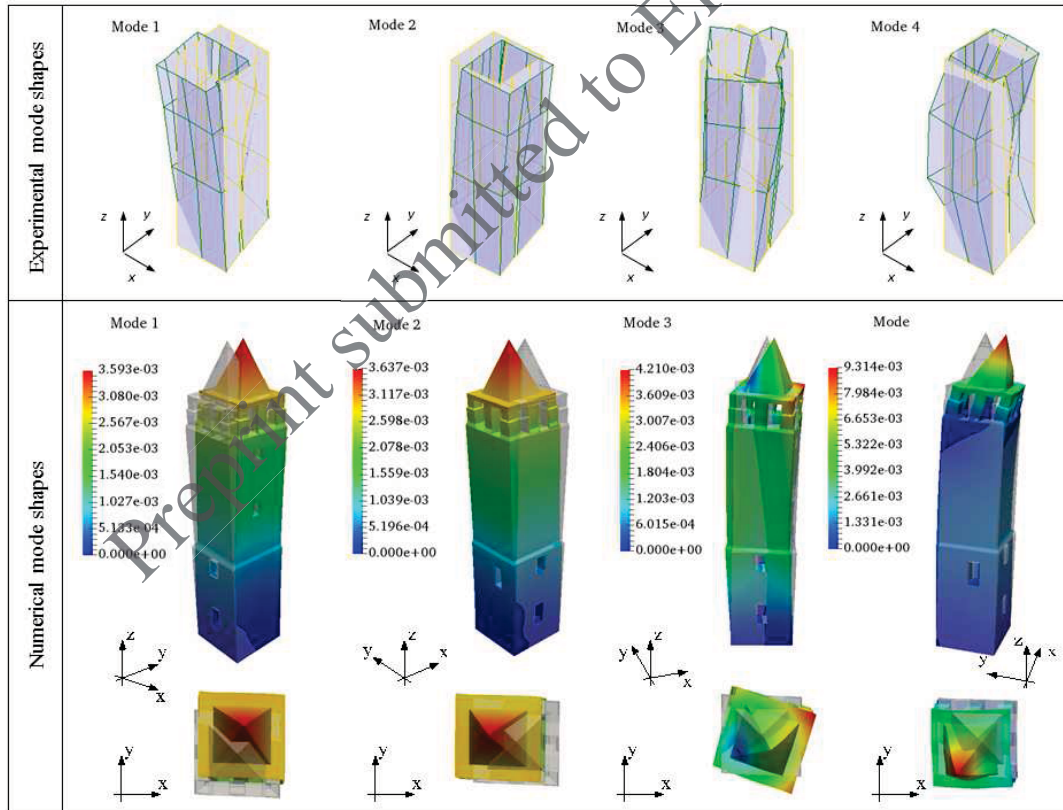 Experimental mode shapes
Mode 1
Mode 2
Mode 3
Mode 4
z
y
x
z
y
x
z
y
x
z
y
x
Preprint submitted to
Numerical mode shapes
Mode 1
3.593e-03
3.080e-03
2.567e-03
2.053e-03
1.540e-03
1.027e-03
5.133e-04
0.000e+00
z
y
x
y
x
Mode 2
3.637e-03
3.117e-03
2.598e-03
2.078e-03
1.559e-03
1.039e-03
5.196e-04
0.000e+00
z
y
x
y
x
Mode 3
4.210e-03
3.609e-03
3.007e-03
2.406e-03
1.804e-03
1.203e-03
6.015e-04
0.000e+00
z
y
x
y
x
Mode
9.314e-03
7.984e-03
6.653e-03
5.322e-03
3.992e-03
2.661e-03
1.331e-03
0.000e+00
z
x
y
y
x